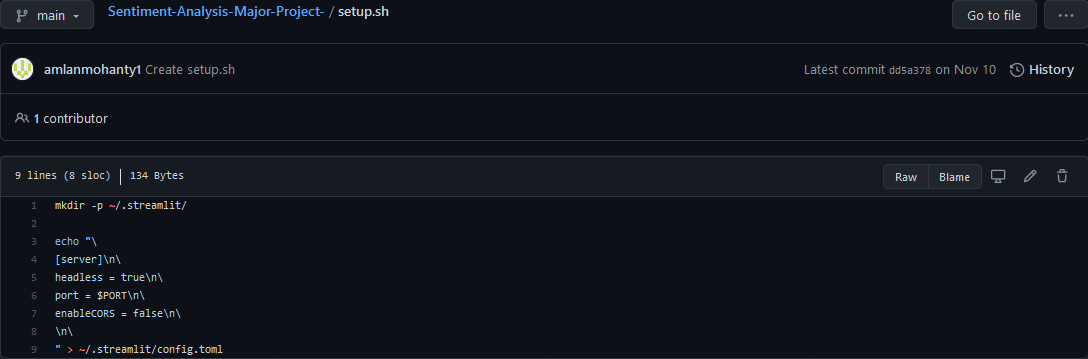 main
Sentiment-Analysis-Major-Project- / setup.sh
Go to file
...
amlanmohanty1 Create setup.sh
Latest commit dd5a378 on Nov 10
History
1 contributor
9 lines (8 sloc) | 134 Bytes
Raw
Blame
1 mkdir -p ~/.streamlit/
2
3 echo "\
4 [server]\n\
5 headless = true\n\
6 port = $PORT\n\
7 enableCORS = false\n\
8 \n\
9 " > ~/.streamlit/config.toml